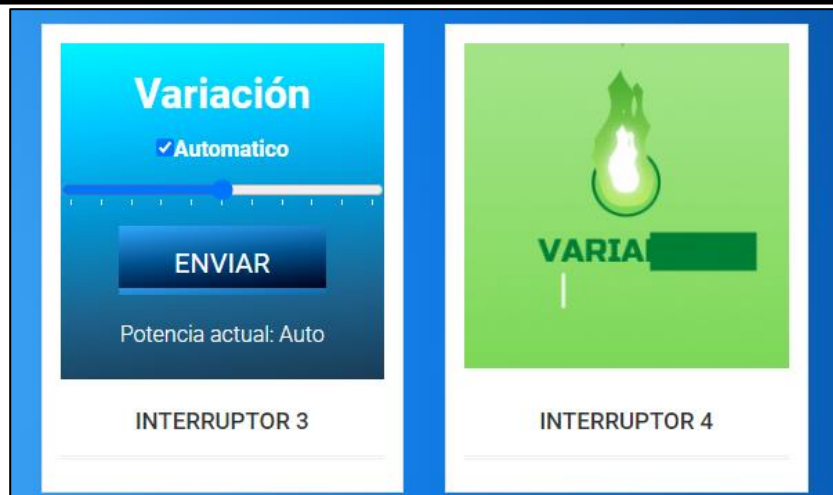 Variación
Automatico
ENVIAR
Potencia actual: Auto
INTERRUPTOR 3
INTERRUPTOR 4